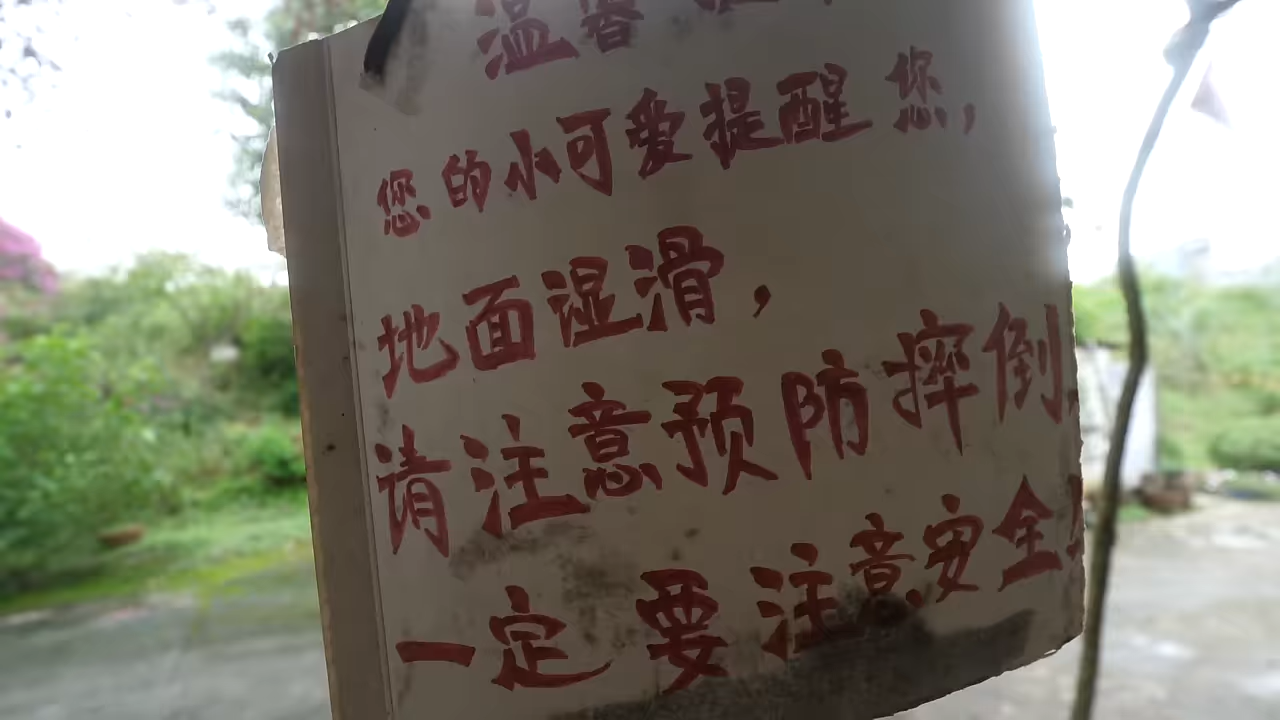 温馨
您的小可爱提醒您,
地面湿滑,
请注意预防摔倒
一定要注意安全